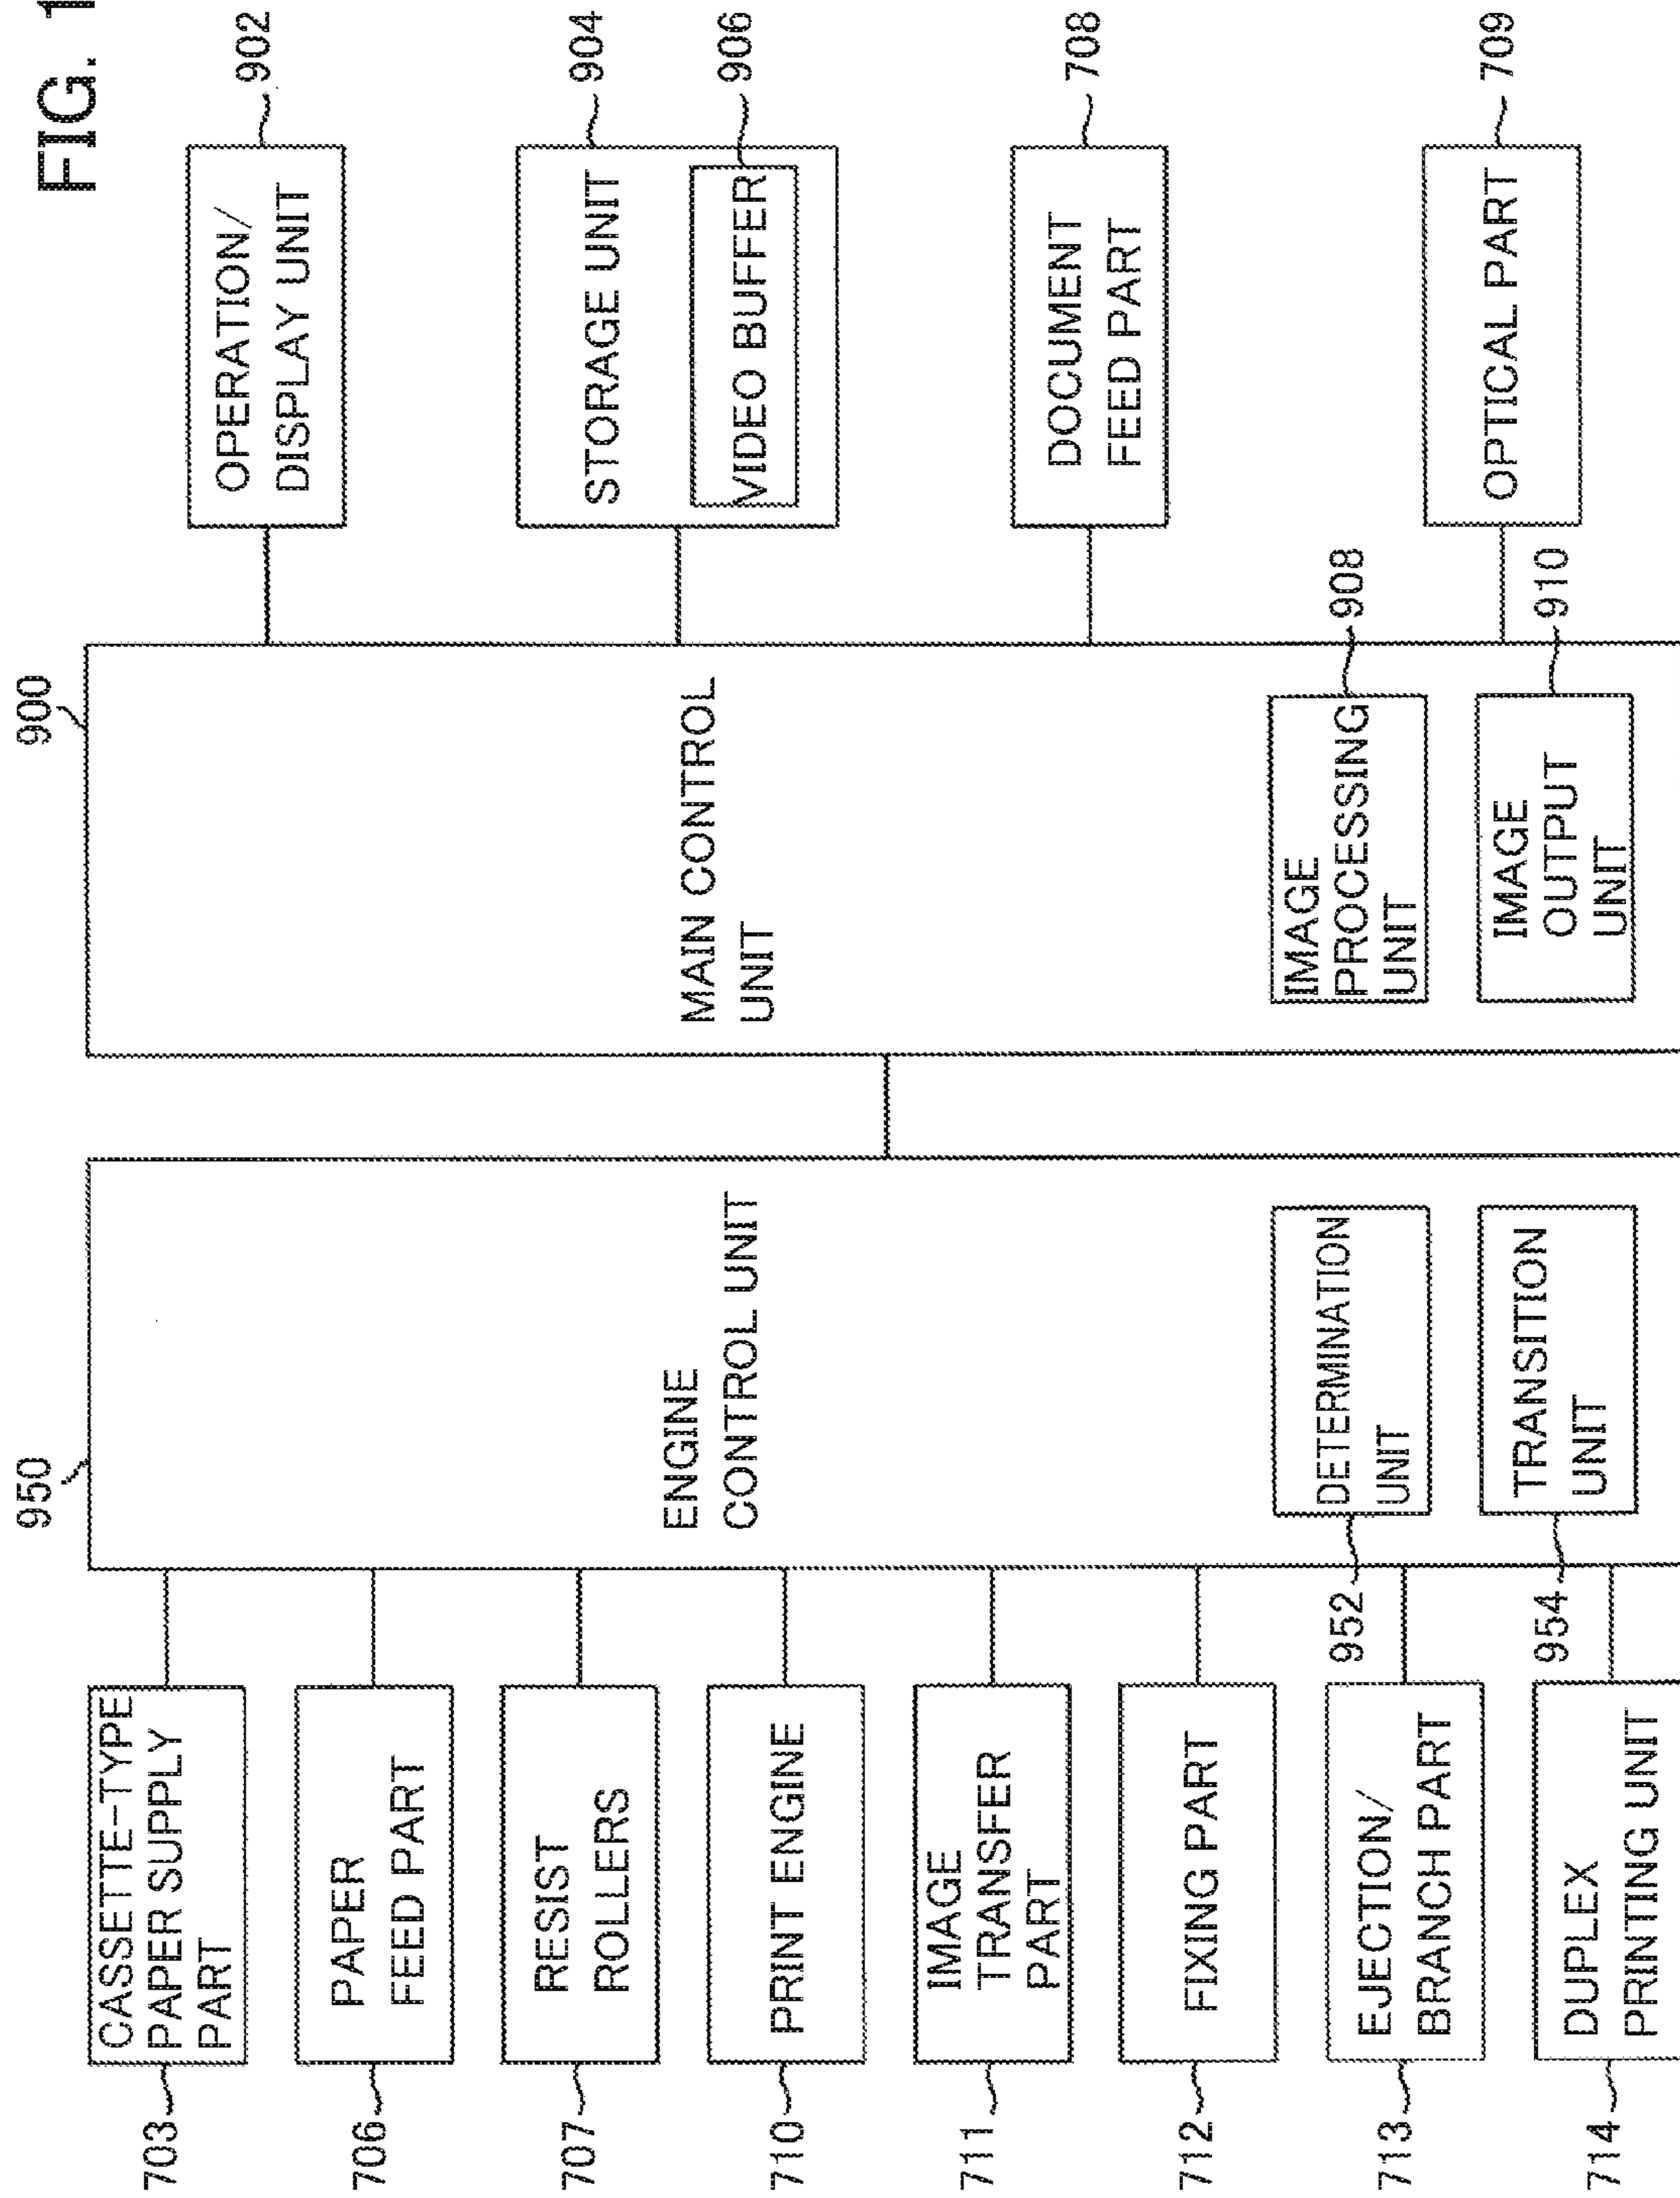 FIG. 1
900
950
902
OPERATION/
DISPLAY UNIT
904
STORAGE UNIT
906
VIDEO BUFFER
708
DOCUMENT
FEED PART
709
OPTICAL PART
MAIN CONTROL
UNIT
908
IMAGE
PROCESSING
UNIT
910
IMAGE
OUTPUT
UNIT
ENGINE
CONTROL UNIT
952
DETERMINATION
UNIT
954
TRANSITION
UNIT
703
CASSETTE-TYPE
PAPER SUPPLY
PART
706
PAPER
FEED PART
707
RESIST
ROLLERS
710
PRINT ENGINE
711
IMAGE
TRANSFER
PART
712
FIXING PART
713
EJECTION/
BRANCH PART
714
DUPLEX
PRINTING UNIT